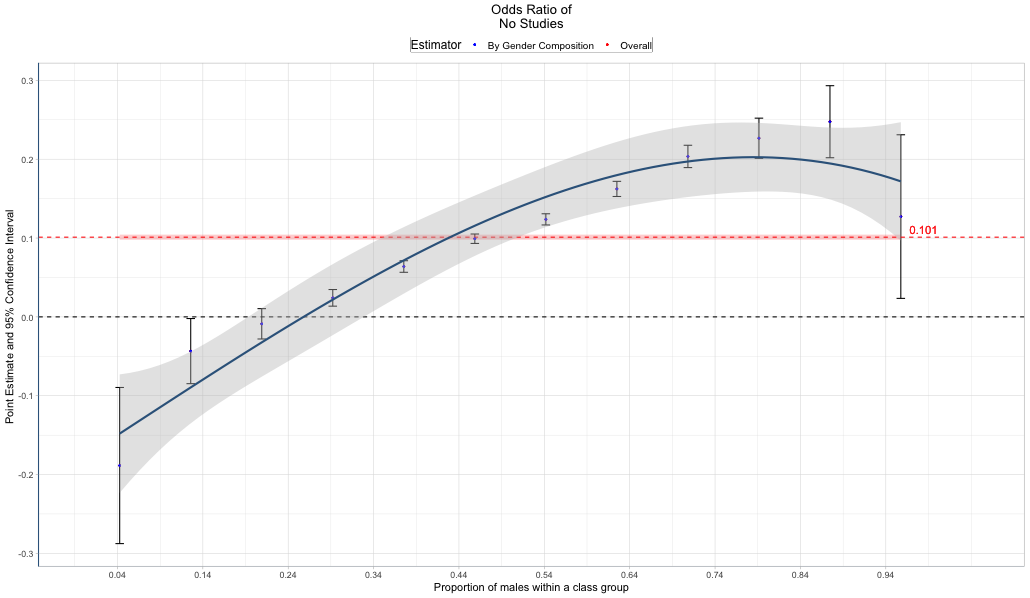 Odds Ratio of
No Studies
Estimator By Gender Composition Overall
Point Estimate and 95% Confidence Interval
0.3
0.2
0.1
0.0
-0.1
-0.2
-0.3
0.101
0.04 0.14 0.24 0.34 0.44 0.54 0.64 0.74 0.84 0.94
Proportion of males within a class group